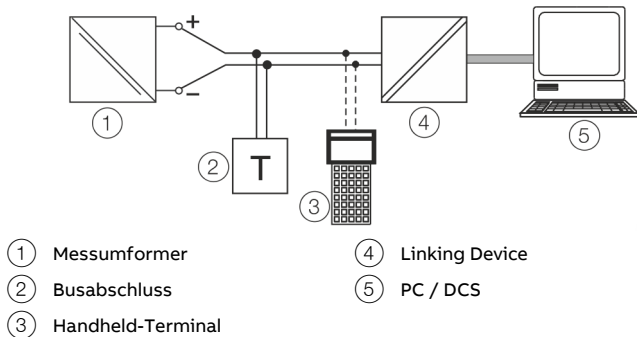 +
−
T
①
②
③
④
⑤
① Messumformer
② Busabschluss
③ Handheld-Terminal
④ Linking Device
⑤ PC / DCS